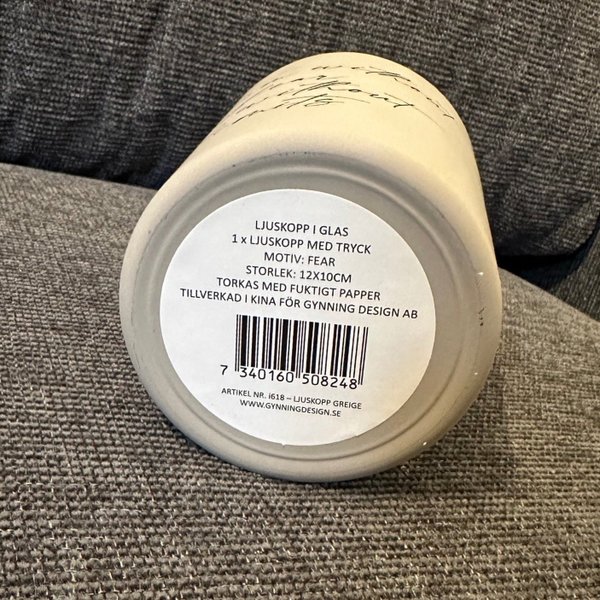 without
LJUSKOPP I GLAS
1 x LJUSKOPP MED TRYCK
MOTIV: FEAR
STORLEK: 12X10CM
TORKAS MED FUKTIGT PAPPER
TILLVERKAD I KINA FÖR GYNNING DESIGN AB
7 340160 508248
ARTIKEL NR. i618 – LJUSKOPP GREIGE
WWW.GYNNINGDESIGN.SE